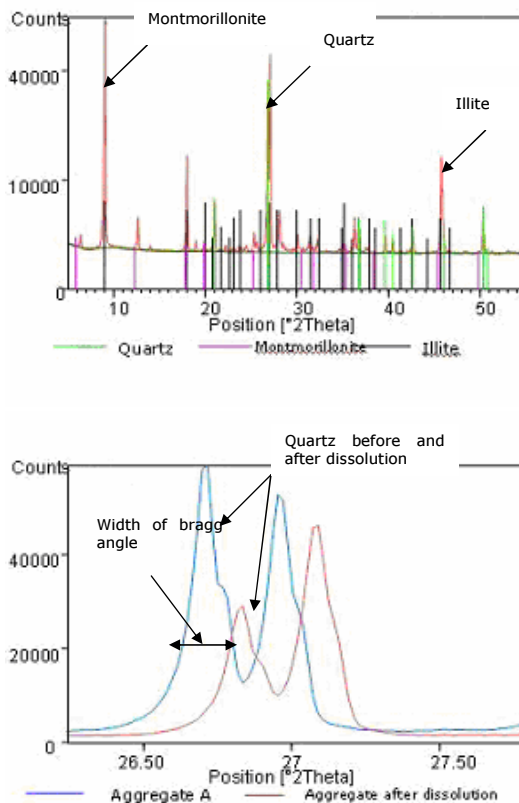 Counts
Montmorillonite
Quartz
Illite
40000
10000
0
10 20 30 40 50
Position [°2Theta]
Quartz Montmorillonite Illite
Quartz before and
after dissolution
Counts
Width of bragg
angle
40000
20000
0
26.50 27 27.50
Position [°2Theta]
Aggregate A Aggregate after dissolution